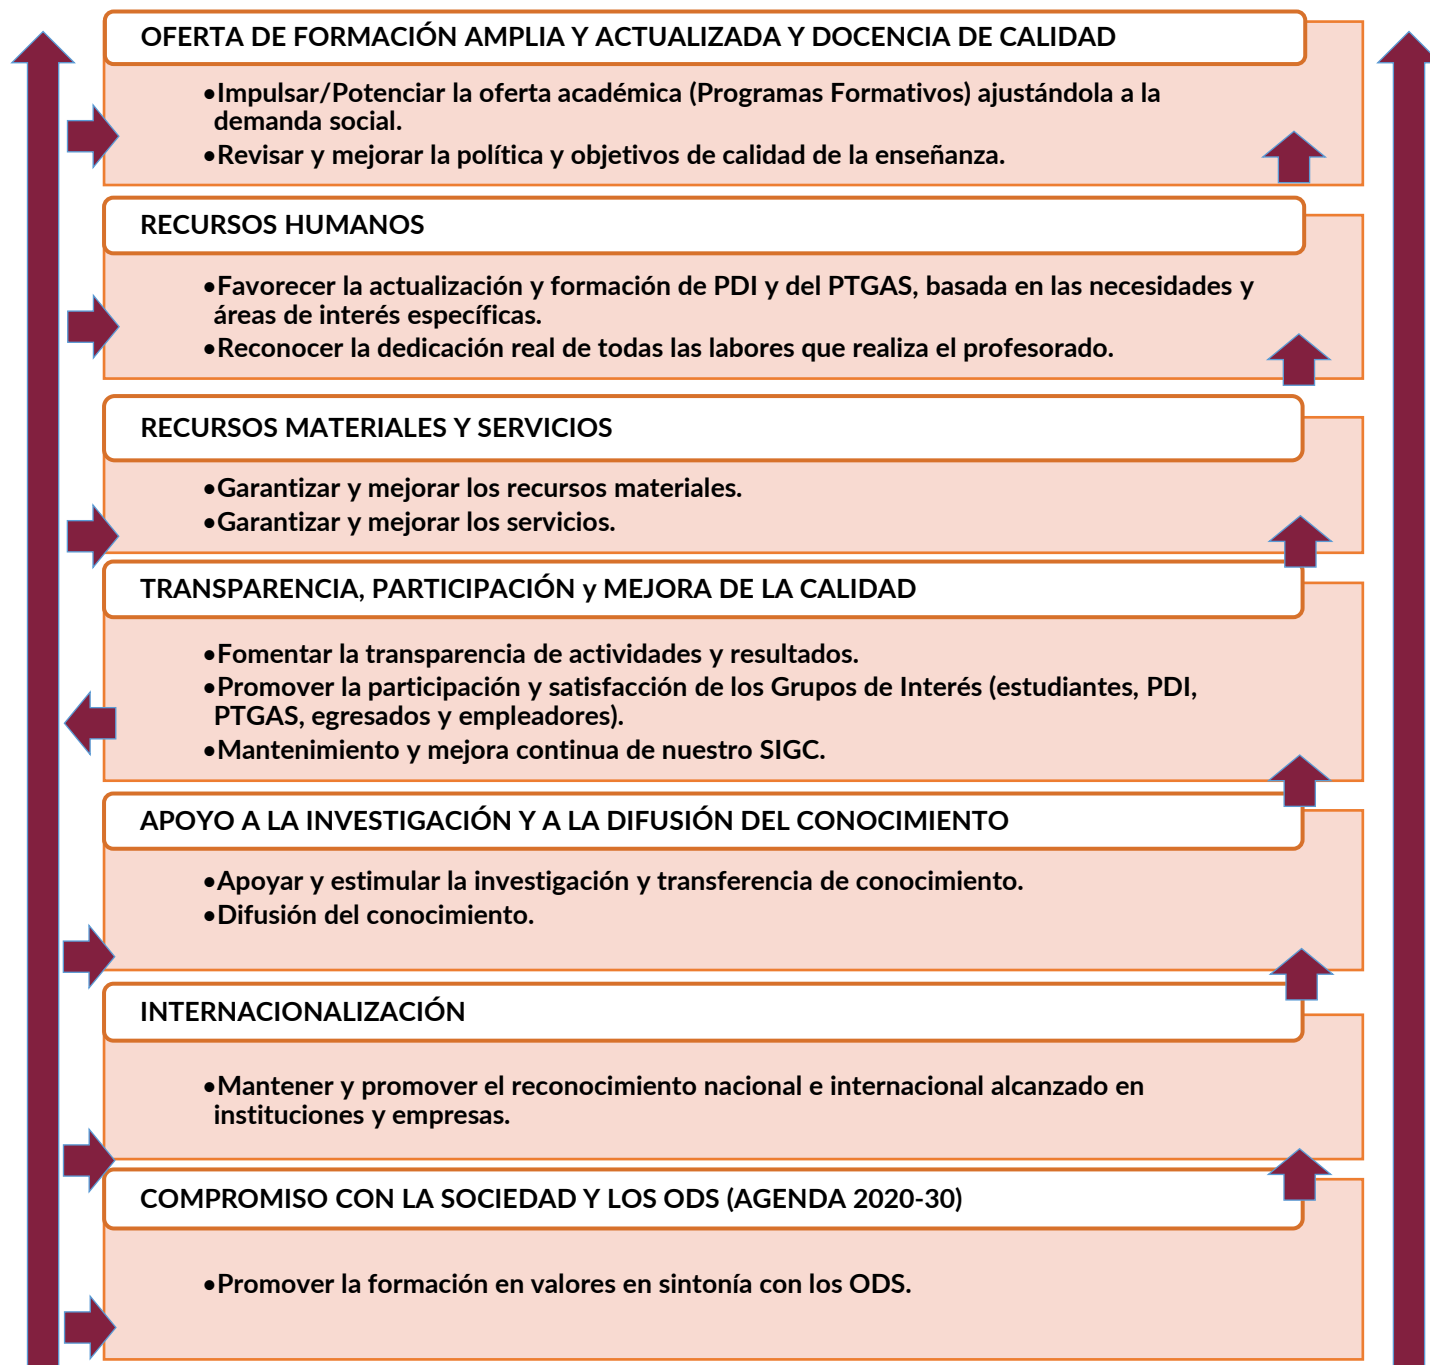 OFERTA DE FORMACIÓN AMPLIA Y ACTUALIZADA Y DOCENCIA DE CALIDAD
•Impulsar/Potenciar la oferta académica (Programas Formativos) ajustándola a la
demanda social.
•Revisar y mejorar la política y objetivos de calidad de la enseñanza.
RECURSOS HUMANOS
•Favorecer la actualización y formación de PDI y del PTGAS, basada en las necesidades y
áreas de interés específicas.
•Reconocer la dedicación real de todas las labores que realiza el profesorado.
RECURSOS MATERIALES Y SERVICIOS
•Garantizar y mejorar los recursos materiales.
•Garantizar y mejorar los servicios.
TRANSPARENCIA, PARTICIPACIÓN y MEJORA DE LA CALIDAD
•Fomentar la transparencia de actividades y resultados.
•Promover la participación y satisfacción de los Grupos de Interés (estudiantes, PDI,
PTGAS, egresados y empleadores).
•Mantenimiento y mejora continua de nuestro SIGC.
APOYO A LA INVESTIGACIÓN Y A LA DIFUSIÓN DEL CONOCIMIENTO
•Apoyar y estimular la investigación y transferencia de conocimiento.
•Difusión del conocimiento.
INTERNACIONALIZACIÓN
•Mantener y promover el reconocimiento nacional e internacional alcanzado en
instituciones y empresas.
COMPROMISO CON LA SOCIEDAD Y LOS ODS (AGENDA 2020-30)
•Promover la formación en valores en sintonía con los ODS.